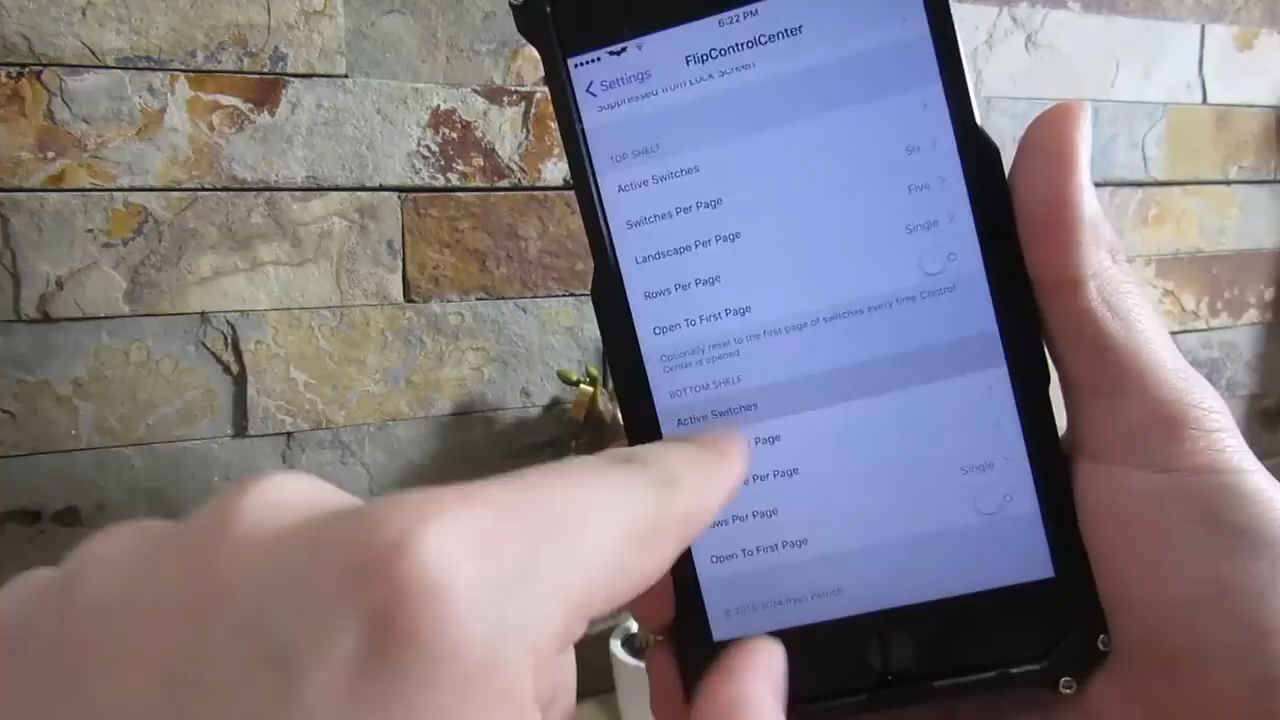 6:22 PM
Settings
FlipControlCenter
Suppressed from Lock Screen
TOP SHELF
Active Switches
Switches Per Page
Landscape Per Page Five
Rows Per Page Single
Open To First Page
Optionally reset to the first page of switches every time Control
Center is opened
BOTTOM SHELF
Active Switches
Page
Per Page
Per Page Single
Open To First Page
© 2013-2014 Ryan Petrich